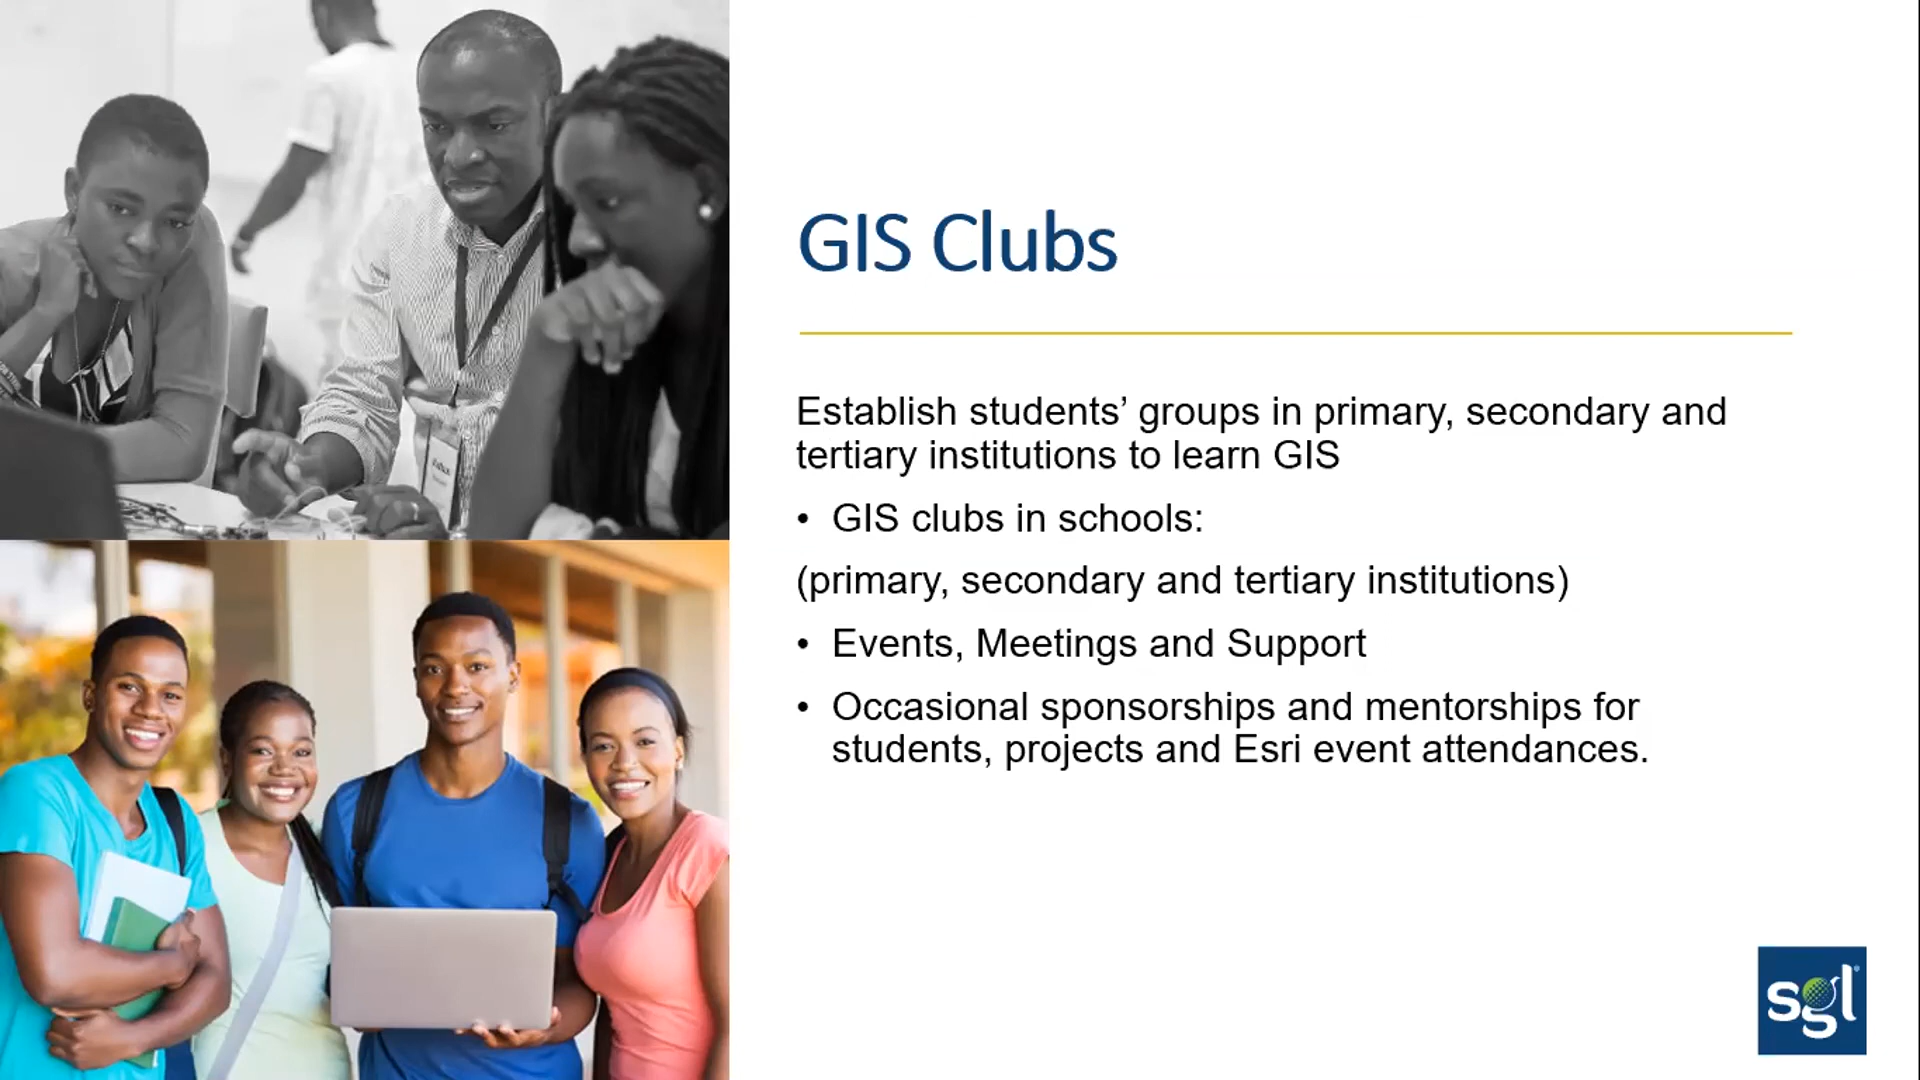 GIS Clubs
Establish students’ groups in primary, secondary and
tertiary institutions to learn GIS
• GIS clubs in schools:
(primary, secondary and tertiary institutions)
• Events, Meetings and Support
• Occasional sponsorships and mentorships for
students, projects and Esri event attendances.
sgl